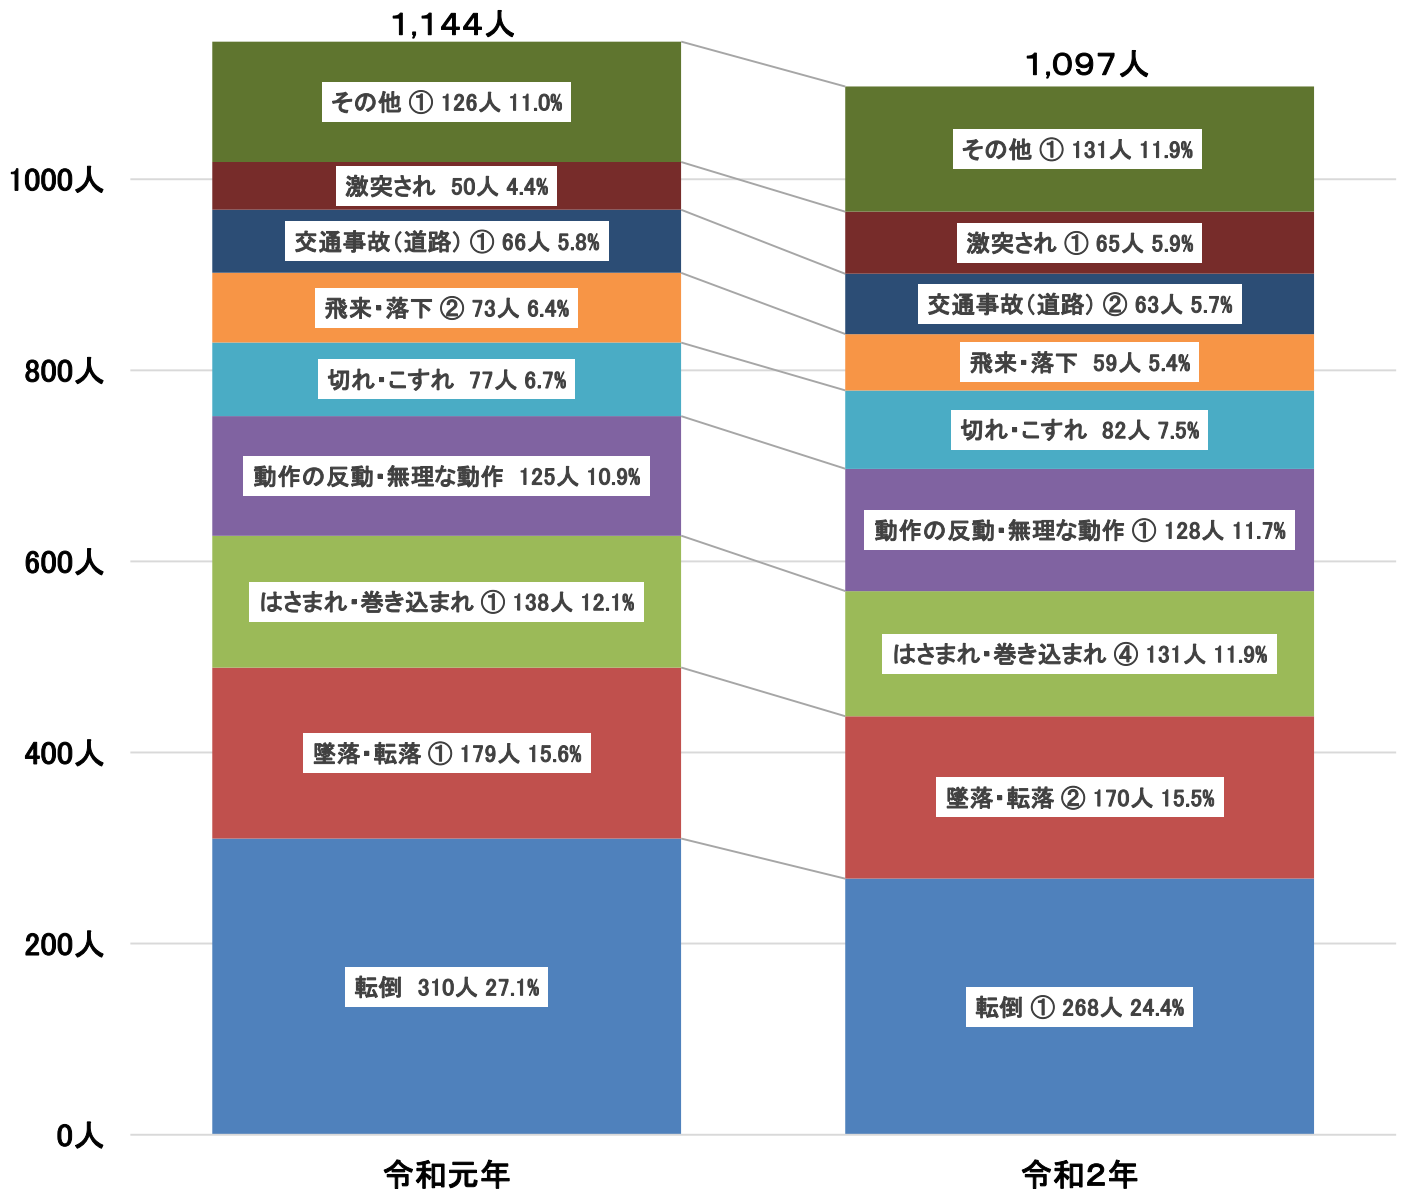 1,144人
1,097人
その他 ① 126人 11.0%
その他 ① 131人 11.9%
1000人
激突され 50人 4.4%
激突され ① 65人 5.9%
交通事故(道路) ① 66人 5.8%
交通事故(道路) ② 63人 5.7%
飛来・落下 ② 73人 6.4%
飛来・落下 59人 5.4%
800人
切れ・こすれ 77人 6.7%
切れ・こすれ 82人 7.5%
動作の反動・無理な動作 125人 10.9%
動作の反動・無理な動作 ① 128人 11.7%
600人
はさまれ・巻き込まれ ① 138人 12.1%
はさまれ・巻き込まれ ④ 131人 11.9%
400人
墜落・転落 ① 179人 15.6%
墜落・転落 ② 170人 15.5%
200人
転倒 310人 27.1%
転倒 ① 268人 24.4%
0人
令和元年
令和2年